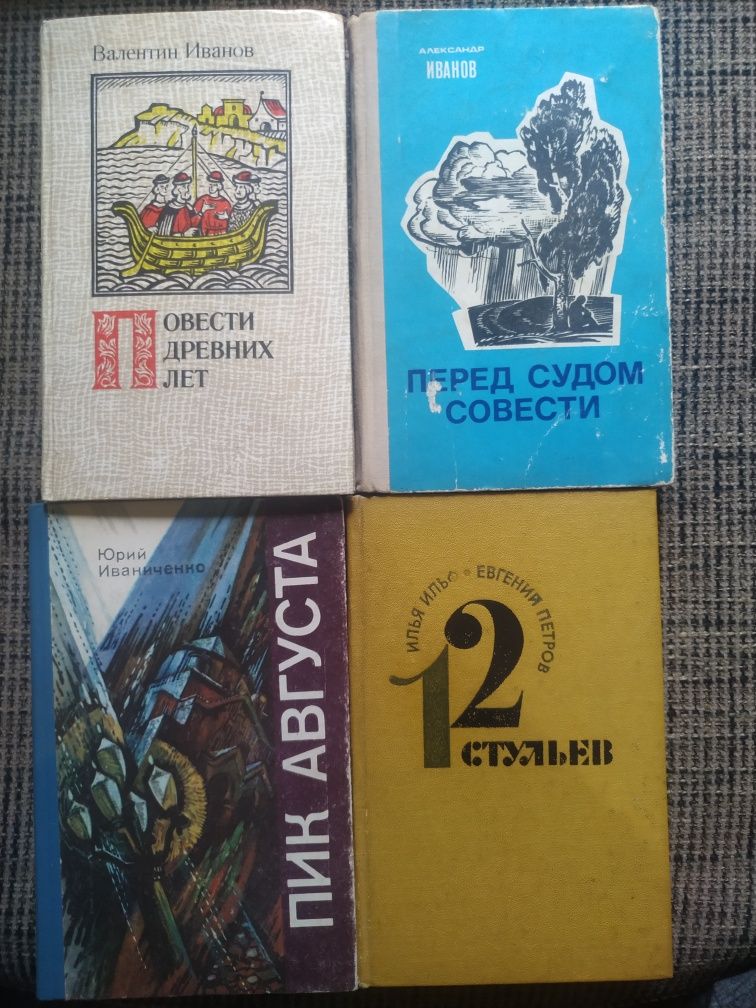 Валентин Иванов
ПОВЕСТИ
ДРЕВНИХ
ЛЕТ
АЛЕКСАНДР
ИВАНОВ
ПЕРЕД СУДОМ
СОВЕСТИ
Юрий
Иваниченко
ПИК АВГУСТА
ИЛЬЯ ИЛЬФ • ЕВГЕНИЙ ПЕТРОВ
12
СТУЛЬЕВ